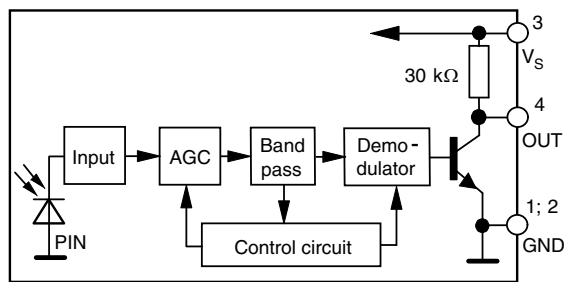 3
V_S
30 kΩ
4
OUT
Input
AGC
Band
pass
Demo-
dulator
1; 2
GND
PIN
Control circuit